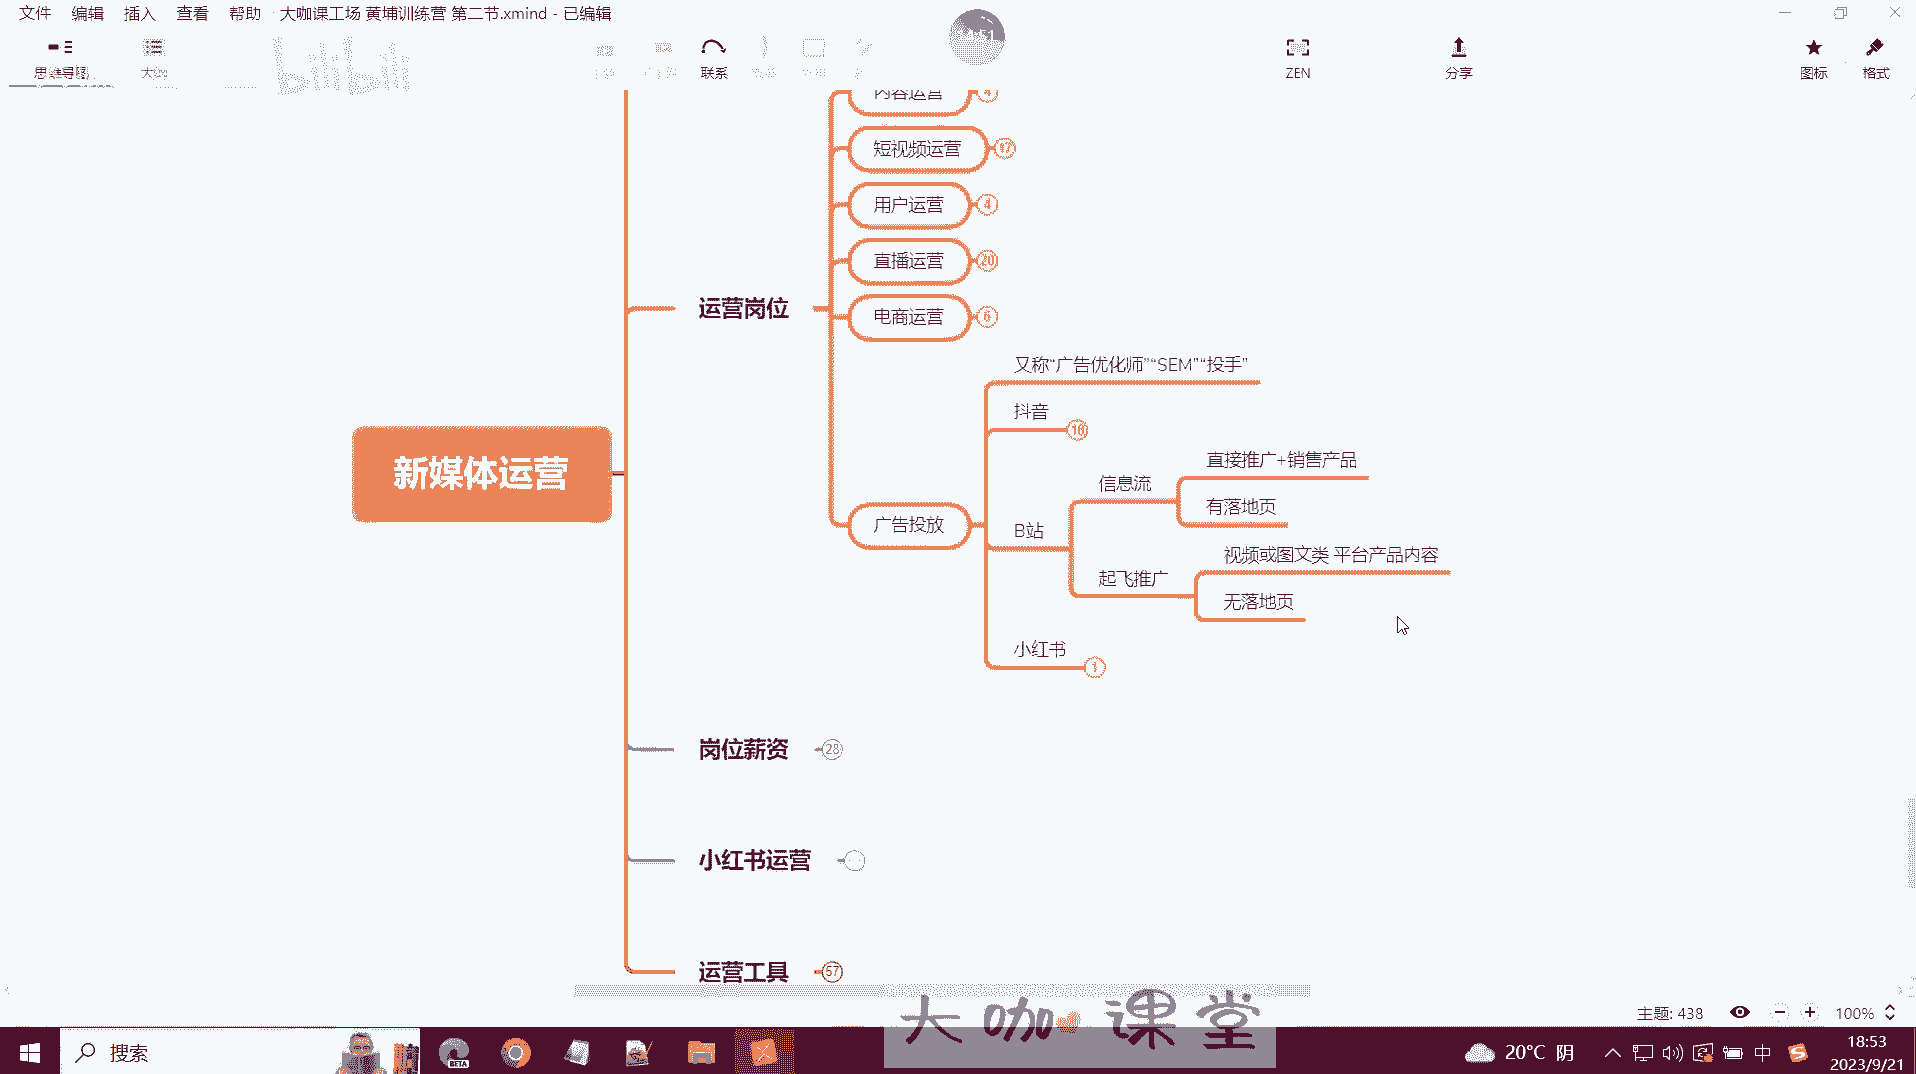 文件 编辑 插入 查看 帮助 大咖课工场 黄埔训练营 第二节.xmind - 已编辑
思维导图 大纲 联系 ZEN 分享 图标 格式
bilibili
内容运营 4
短视频运营 17
用户运营 4
直播运营 20
运营岗位
电商运营 6
又称“广告优化师”“SEM”“投手”
抖音 16
直接推广+销售产品
信息流
新媒体运营
有落地页
广告投放
B站
视频或图文类 平台产品内容
起飞推广
无落地页
小红书 1
岗位薪资 28
小红书运营
运营工具 57
大咖课堂
主题: 438 100%
搜索
BETA
20°C 阴 中
18:53
2023/9/21